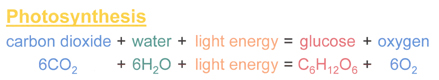 Photosynthesis
carbon dioxide + water + light energy = glucose + oxygen
6CO₂ + 6H₂O + light energy = C₆H₁₂O₆ + 6O₂